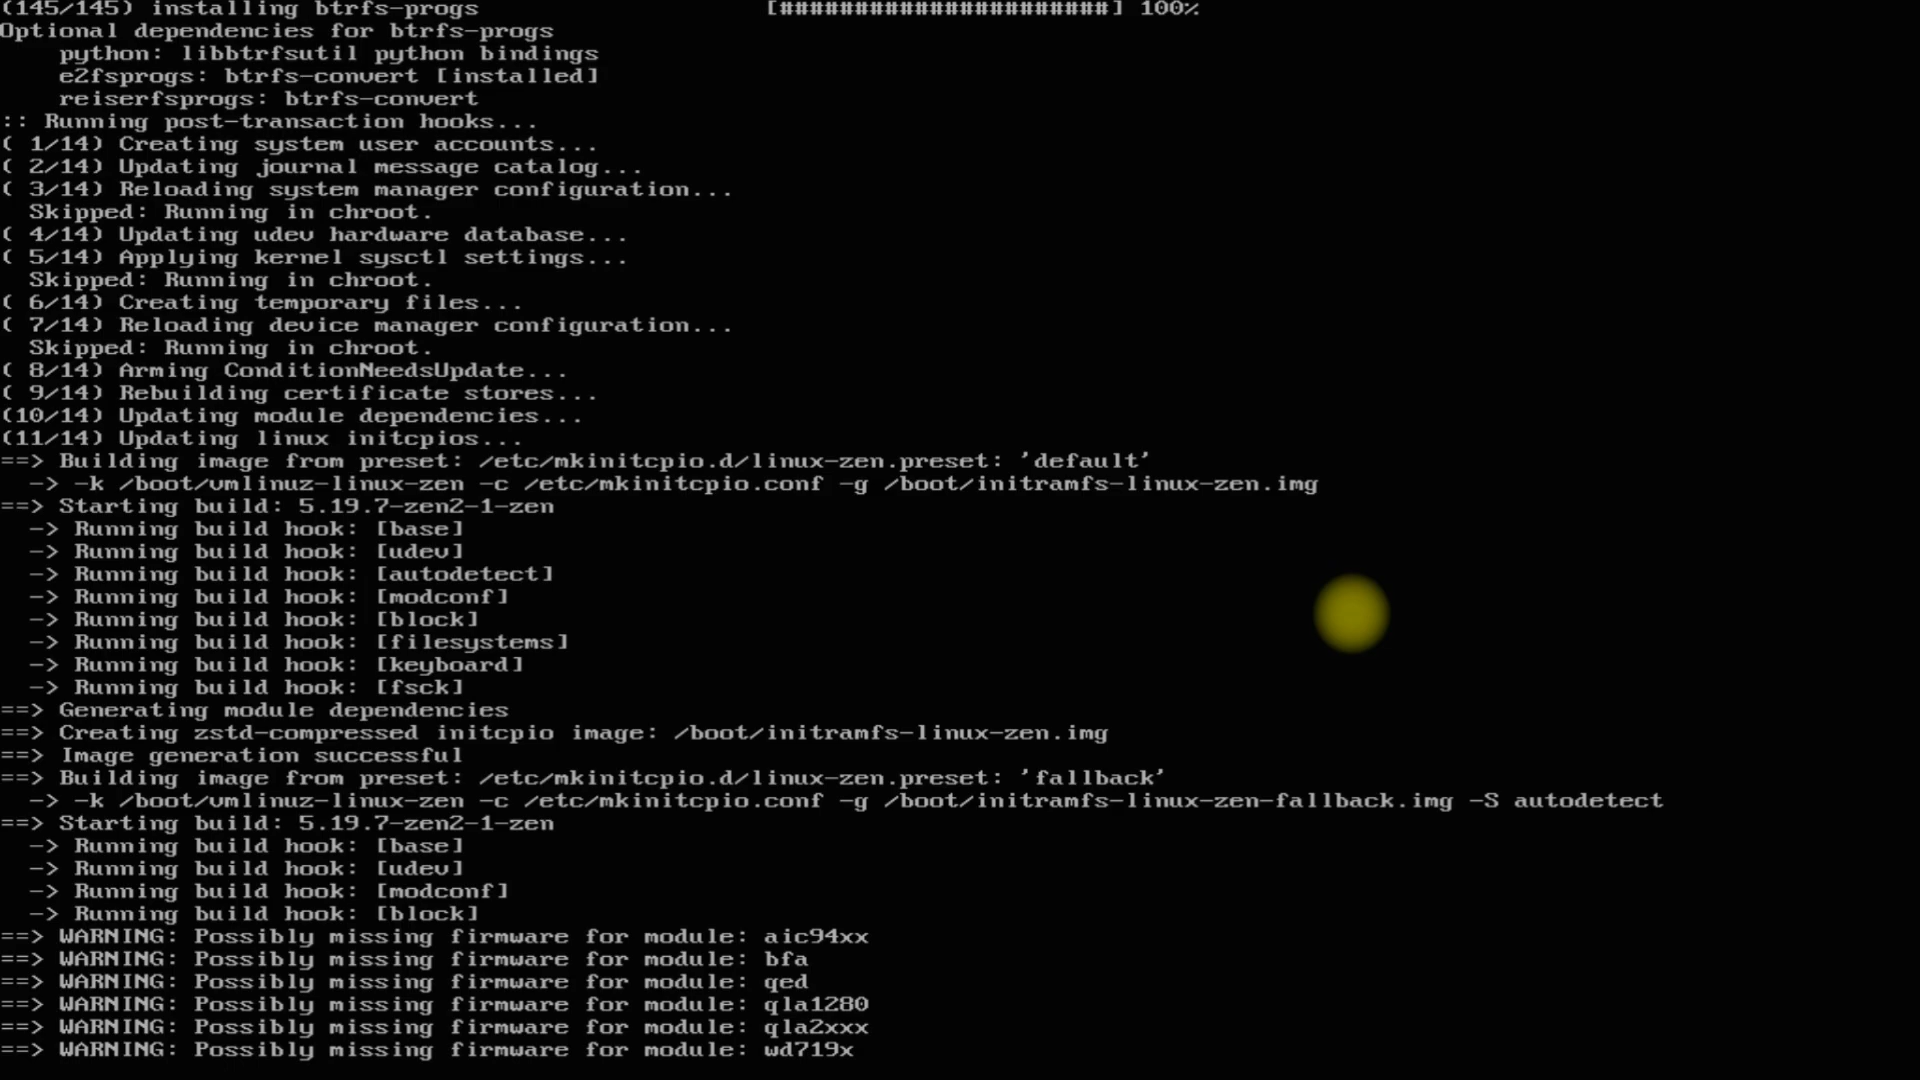 (145/145) installing btrfs-progs [######################] 100%
Optional dependencies for btrfs-progs
    python: libbtrfsutil python bindings
    e2fsprogs: btrfs-convert [installed]
    reiserfsprogs: btrfs-convert
:: Running post-transaction hooks...
( 1/14) Creating system user accounts...
( 2/14) Updating journal message catalog...
( 3/14) Reloading system manager configuration...
  Skipped: Running in chroot.
( 4/14) Updating udev hardware database...
( 5/14) Applying kernel sysctl settings...
  Skipped: Running in chroot.
( 6/14) Creating temporary files...
( 7/14) Reloading device manager configuration...
  Skipped: Running in chroot.
( 8/14) Arming ConditionNeedsUpdate...
( 9/14) Rebuilding certificate stores...
(10/14) Updating module dependencies...
(11/14) Updating linux initcpios...
==> Building image from preset: /etc/mkinitcpio.d/linux-zen.preset: 'default'
  -> -k /boot/vmlinuz-linux-zen -c /etc/mkinitcpio.conf -g /boot/initramfs-linux-zen.img
==> Starting build: 5.19.7-zen2-1-zen
  -> Running build hook: [base]
  -> Running build hook: [udev]
  -> Running build hook: [autodetect]
  -> Running build hook: [modconf]
  -> Running build hook: [block]
  -> Running build hook: [filesystems]
  -> Running build hook: [keyboard]
  -> Running build hook: [fsck]
==> Generating module dependencies
==> Creating zstd-compressed initcpio image: /boot/initramfs-linux-zen.img
==> Image generation successful
==> Building image from preset: /etc/mkinitcpio.d/linux-zen.preset: 'fallback'
  -> -k /boot/vmlinuz-linux-zen -c /etc/mkinitcpio.conf -g /boot/initramfs-linux-zen-fallback.img -S autodetect
==> Starting build: 5.19.7-zen2-1-zen
  -> Running build hook: [base]
  -> Running build hook: [udev]
  -> Running build hook: [modconf]
  -> Running build hook: [block]
==> WARNING: Possibly missing firmware for module: aic94xx
==> WARNING: Possibly missing firmware for module: bfa
==> WARNING: Possibly missing firmware for module: qed
==> WARNING: Possibly missing firmware for module: qla1280
==> WARNING: Possibly missing firmware for module: qla2xxx
==> WARNING: Possibly missing firmware for module: wd719x